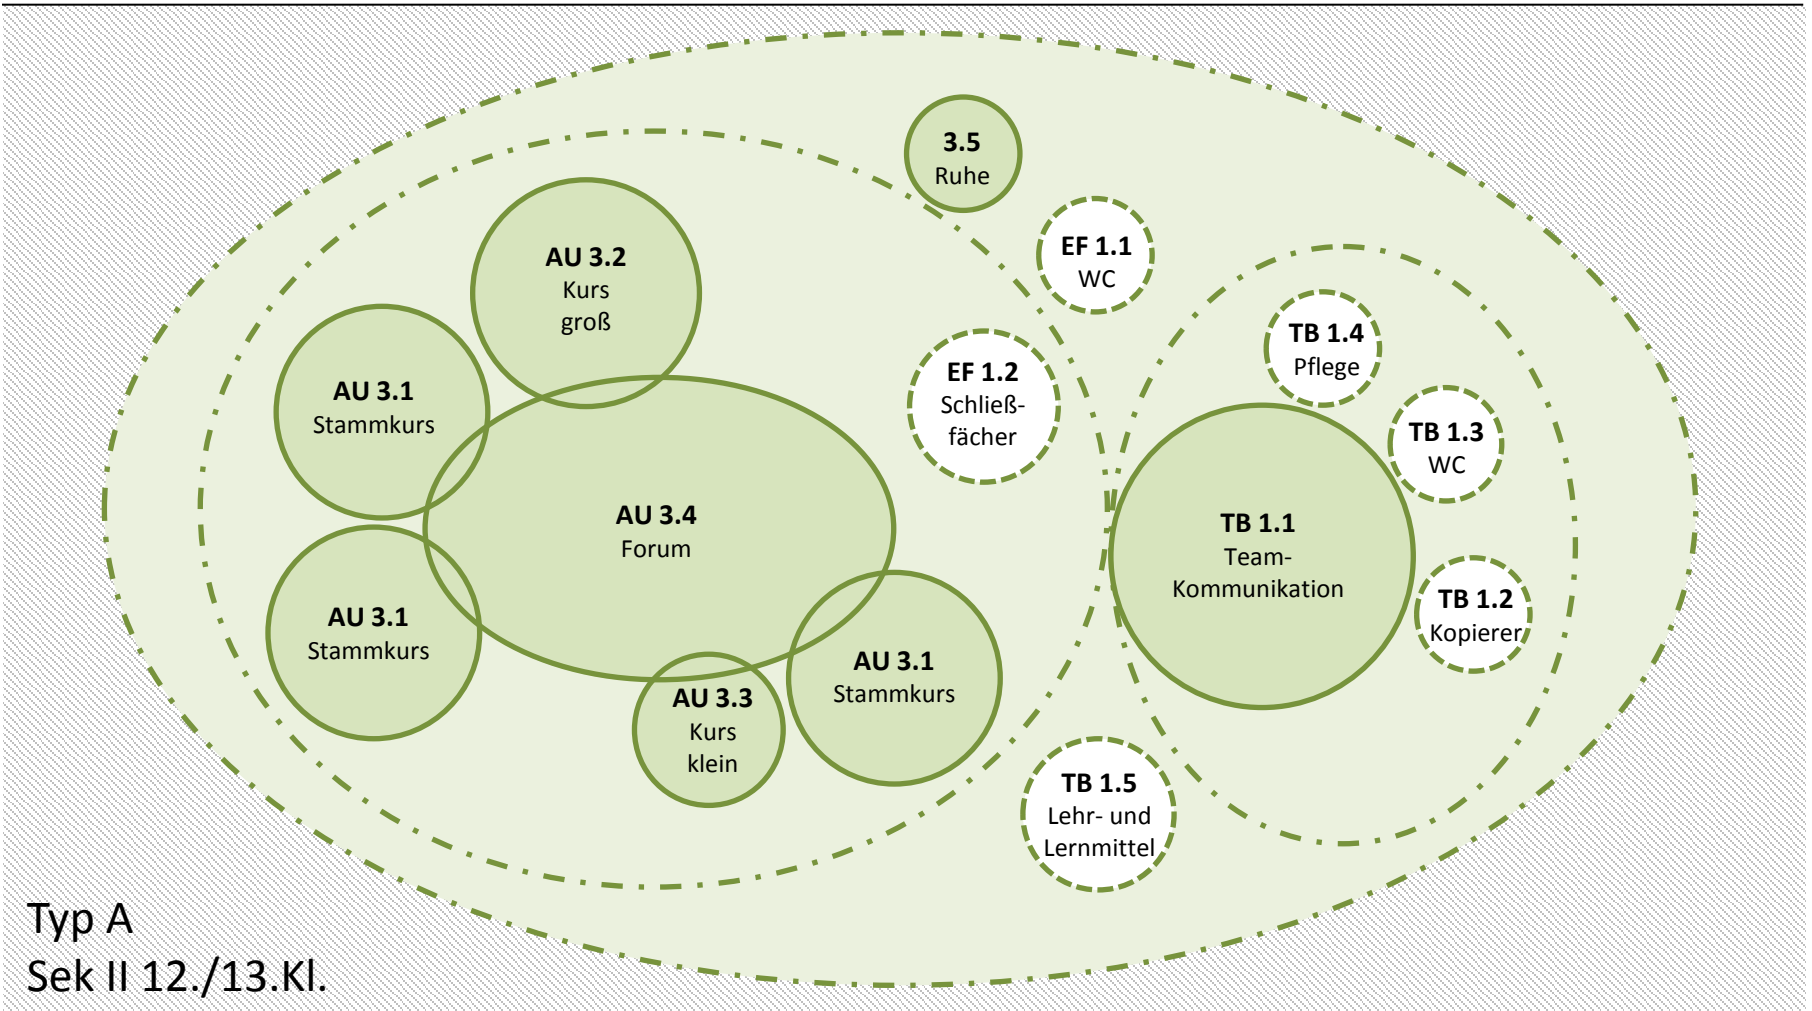 3.5
Ruhe
EF 1.1
WC
AU 3.2
Kurs
groß
TB 1.4
Pflege
EF 1.2
Schließ-
fächer
AU 3.1
Stammkurs
TB 1.3
WC
AU 3.4
Forum
TB 1.1
Team-
Kommunikation
TB 1.2
Kopierer
AU 3.1
Stammkurs
AU 3.1
Stammkurs
AU 3.3
Kurs
klein
TB 1.5
Lehr- und
Lernmittel
Typ A
Sek II 12./13.Kl.